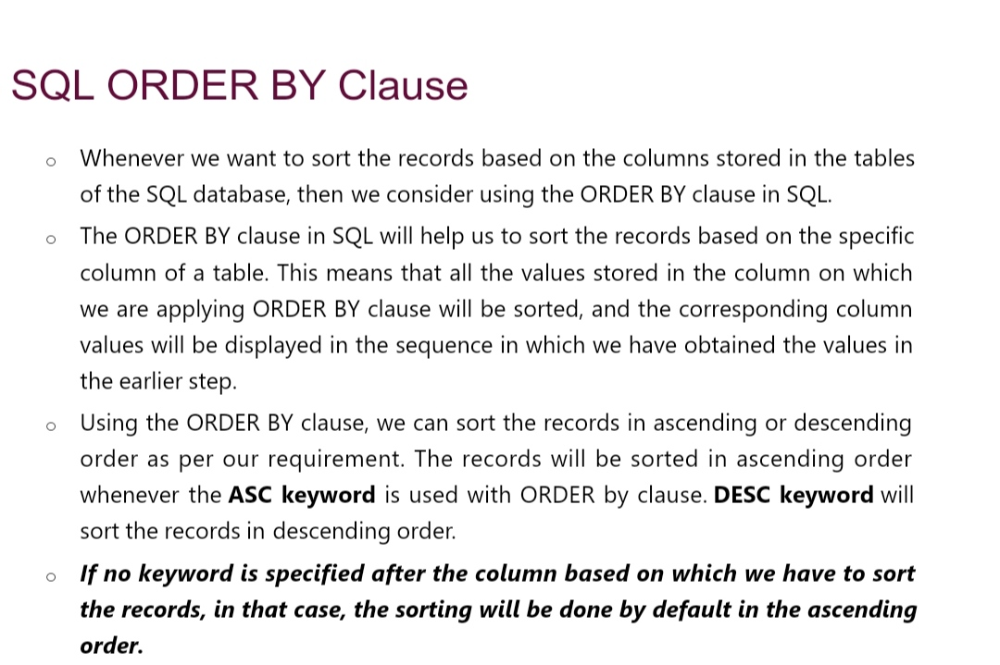 SQL ORDER BY Clause
○ Whenever we want to sort the records based on the columns stored in the tables
of the SQL database, then we consider using the ORDER BY clause in SQL.
○ The ORDER BY clause in SQL will help us to sort the records based on the specific
column of a table. This means that all the values stored in the column on which
we are applying ORDER BY clause will be sorted, and the corresponding column
values will be displayed in the sequence in which we have obtained the values in
the earlier step.
○ Using the ORDER BY clause, we can sort the records in ascending or descending
order as per our requirement. The records will be sorted in ascending order
whenever the ASC keyword is used with ORDER by clause. DESC keyword will
sort the records in descending order.
○ If no keyword is specified after the column based on which we have to sort
the records, in that case, the sorting will be done by default in the ascending
order.